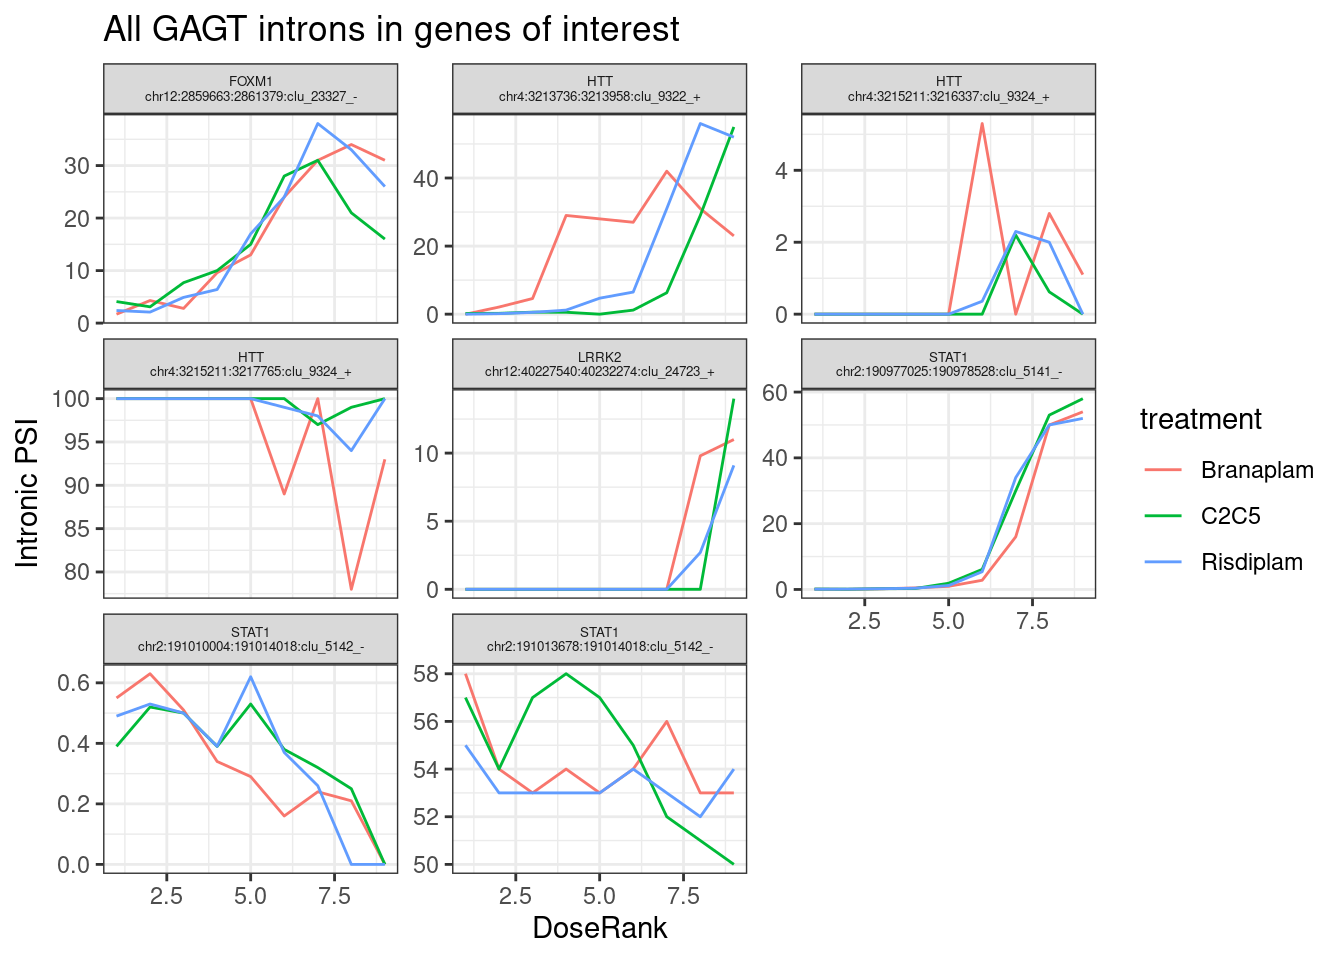 All GAGT introns in genes of interest
FOXM1
chr12:2859663:2861379:clu_23327_-
HTT
chr4:3213736:3213958:clu_9322_+
HTT
chr4:3215211:3216337:clu_9324_+
30
20
10
0
40
20
0
4
2
0
HTT
chr4:3215211:3217765:clu_9324_+
LRRK2
chr12:40227540:40232274:clu_24723_+
STAT1
chr2:190977025:190978528:clu_5141_-
100
95
90
85
80
10
5
0
60
40
20
0
2.5 5.0 7.5
STAT1
chr2:191010004:191014018:clu_5142_-
STAT1
chr2:191013678:191014018:clu_5142_-
0.6
0.4
0.2
0.0
58
56
54
52
50
2.5 5.0 7.5
2.5 5.0 7.5
DoseRank
Intronic PSI
treatment
Branaplam
C2C5
Risdiplam